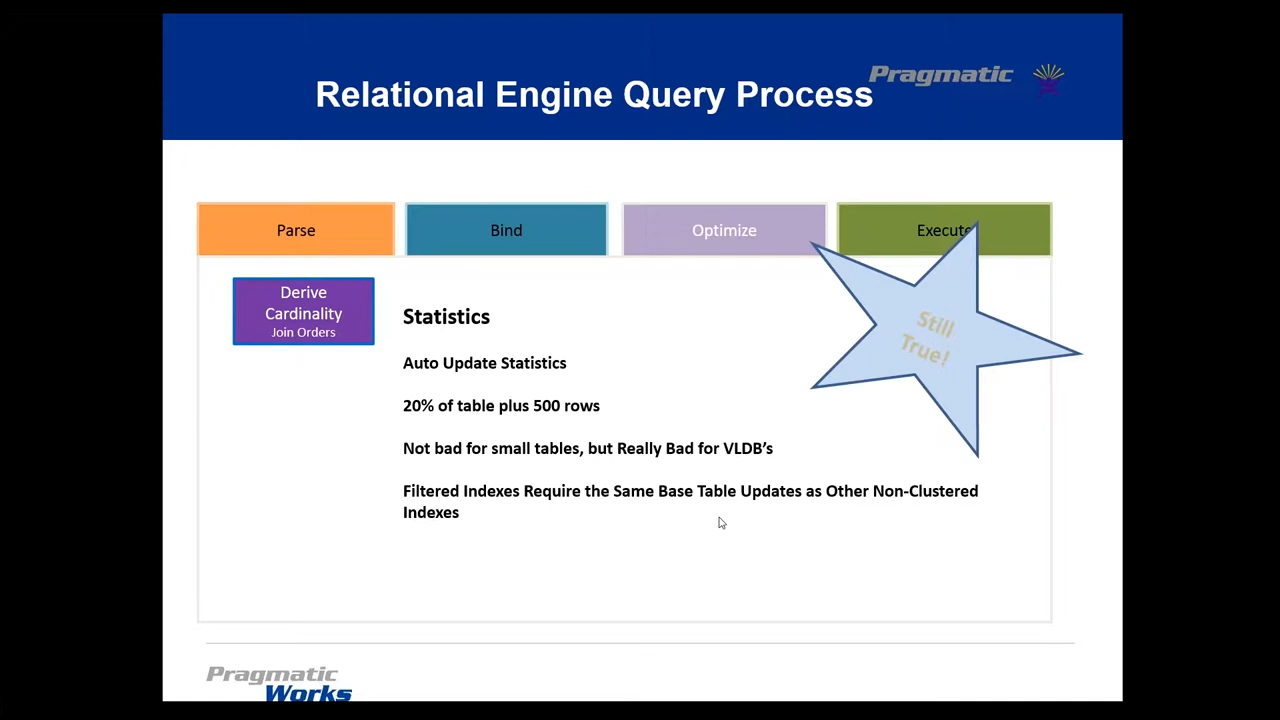 Pragmatic
Relational Engine Query Process
Parse
Bind
Optimize
Execute
Derive
Cardinality
Join Orders
Statistics
Still
True!
Auto Update Statistics
20% of table plus 500 rows
Not bad for small tables, but Really Bad for VLDB's
Filtered Indexes Require the Same Base Table Updates as Other Non-Clustered
Indexes
Pragmatic
Works